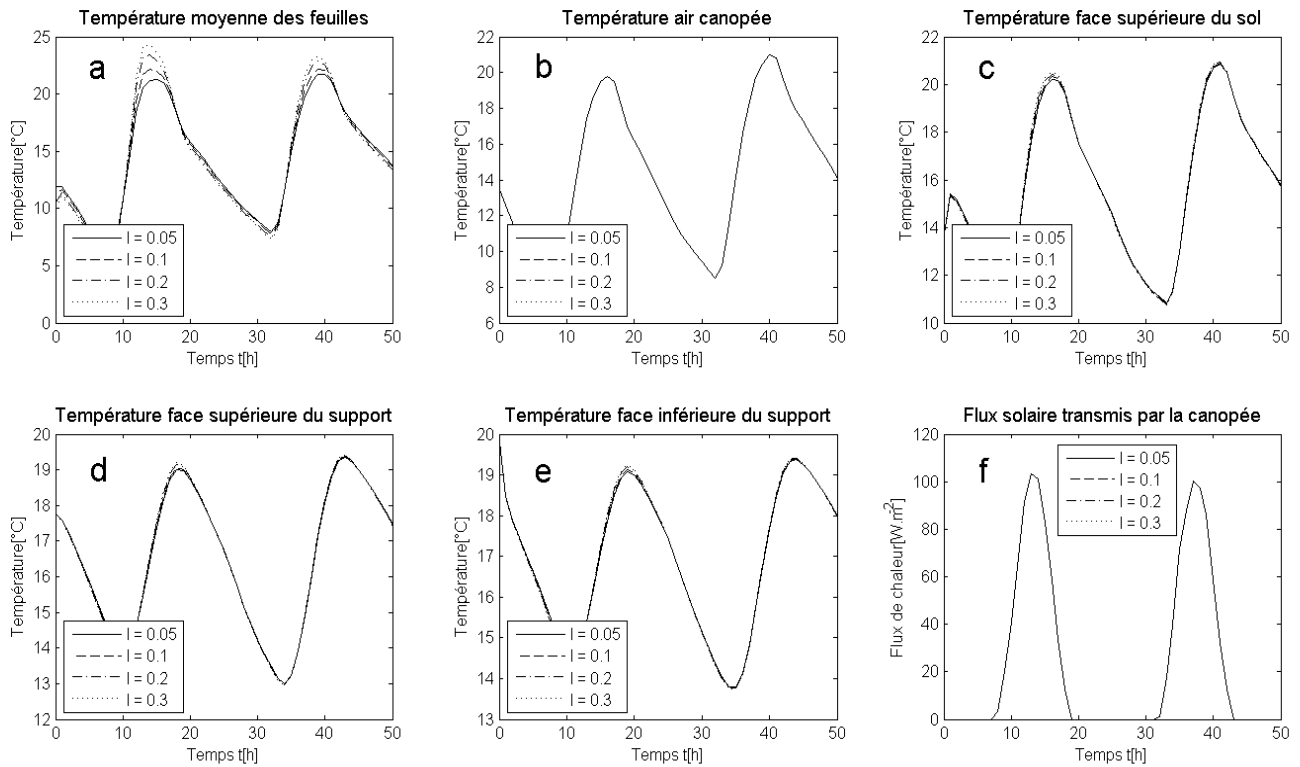 Température moyenne des feuilles
a
25
20
15
10
5
0
Température[°C]
l = 0.05
l = 0.1
l = 0.2
l = 0.3
0 10 20 30 40 50
Temps t[h]
Température air canopée
b
22
20
18
16
14
12
10
8
6
Température[°C]
l = 0.05
l = 0.1
l = 0.2
l = 0.3
0 10 20 30 40 50
Temps t[h]
Température face supérieure du sol
c
22
20
18
16
14
12
10
Température[°C]
l = 0.05
l = 0.1
l = 0.2
l = 0.3
0 10 20 30 40 50
Temps t[h]
Température face supérieure du support
d
20
19
18
17
16
15
14
13
12
Température[°C]
l = 0.05
l = 0.1
l = 0.2
l = 0.3
0 10 20 30 40 50
Temps t[h]
Température face inférieure du support
e
20
19
18
17
16
15
14
13
Température[°C]
l = 0.05
l = 0.1
l = 0.2
l = 0.3
0 10 20 30 40 50
Temps t[h]
Flux solaire transmis par la canopée
f
120
100
80
60
40
20
0
Flux de chaleur[W.m⁻²]
l = 0.05
l = 0.1
l = 0.2
l = 0.3
0 10 20 30 40 50
Temps t[h]